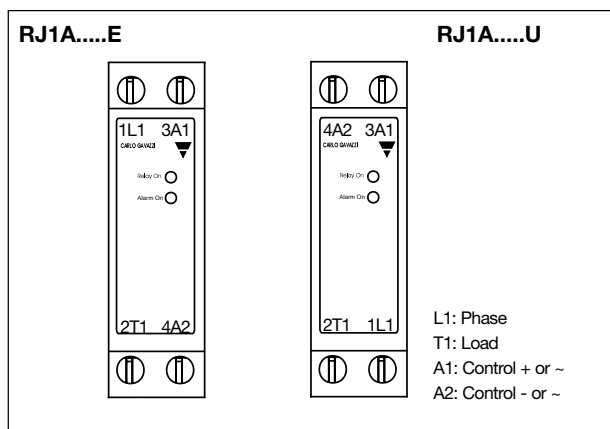 RJ1A.....E
RJ1A.....U
1L1 3A1
CARLO GAVAZZI
Relay On
Alarm On
2T1 4A2
4A2 3A1
CARLO GAVAZZI
Relay On
Alarm On
2T1 1L1
L1: Phase
T1: Load
A1: Control + or ~
A2: Control - or ~